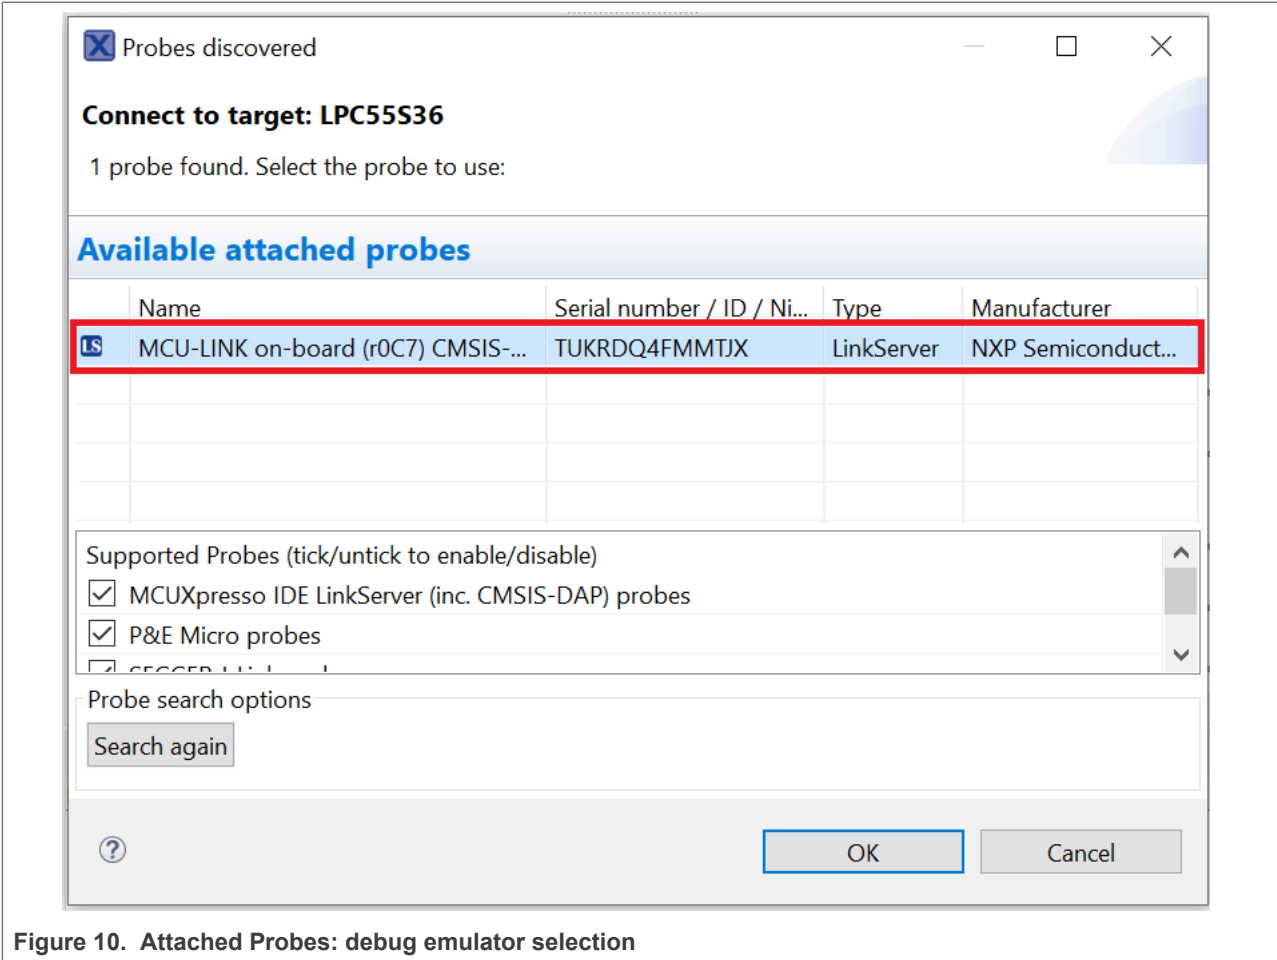 Probes discovered
Connect to target: LPC55S36
1 probe found. Select the probe to use:
Available attached probes
Name Serial number / ID / Ni... Type Manufacturer
LS MCU-LINK on-board (r0C7) CMSIS-... TUKRDQ4FMMTJX LinkServer NXP Semiconduct...
Supported Probes (tick/untick to enable/disable)
MCUXpresso IDE LinkServer (inc. CMSIS-DAP) probes
P&E Micro probes
Probe search options
Search again
OK Cancel
Figure 10. Attached Probes: debug emulator selection